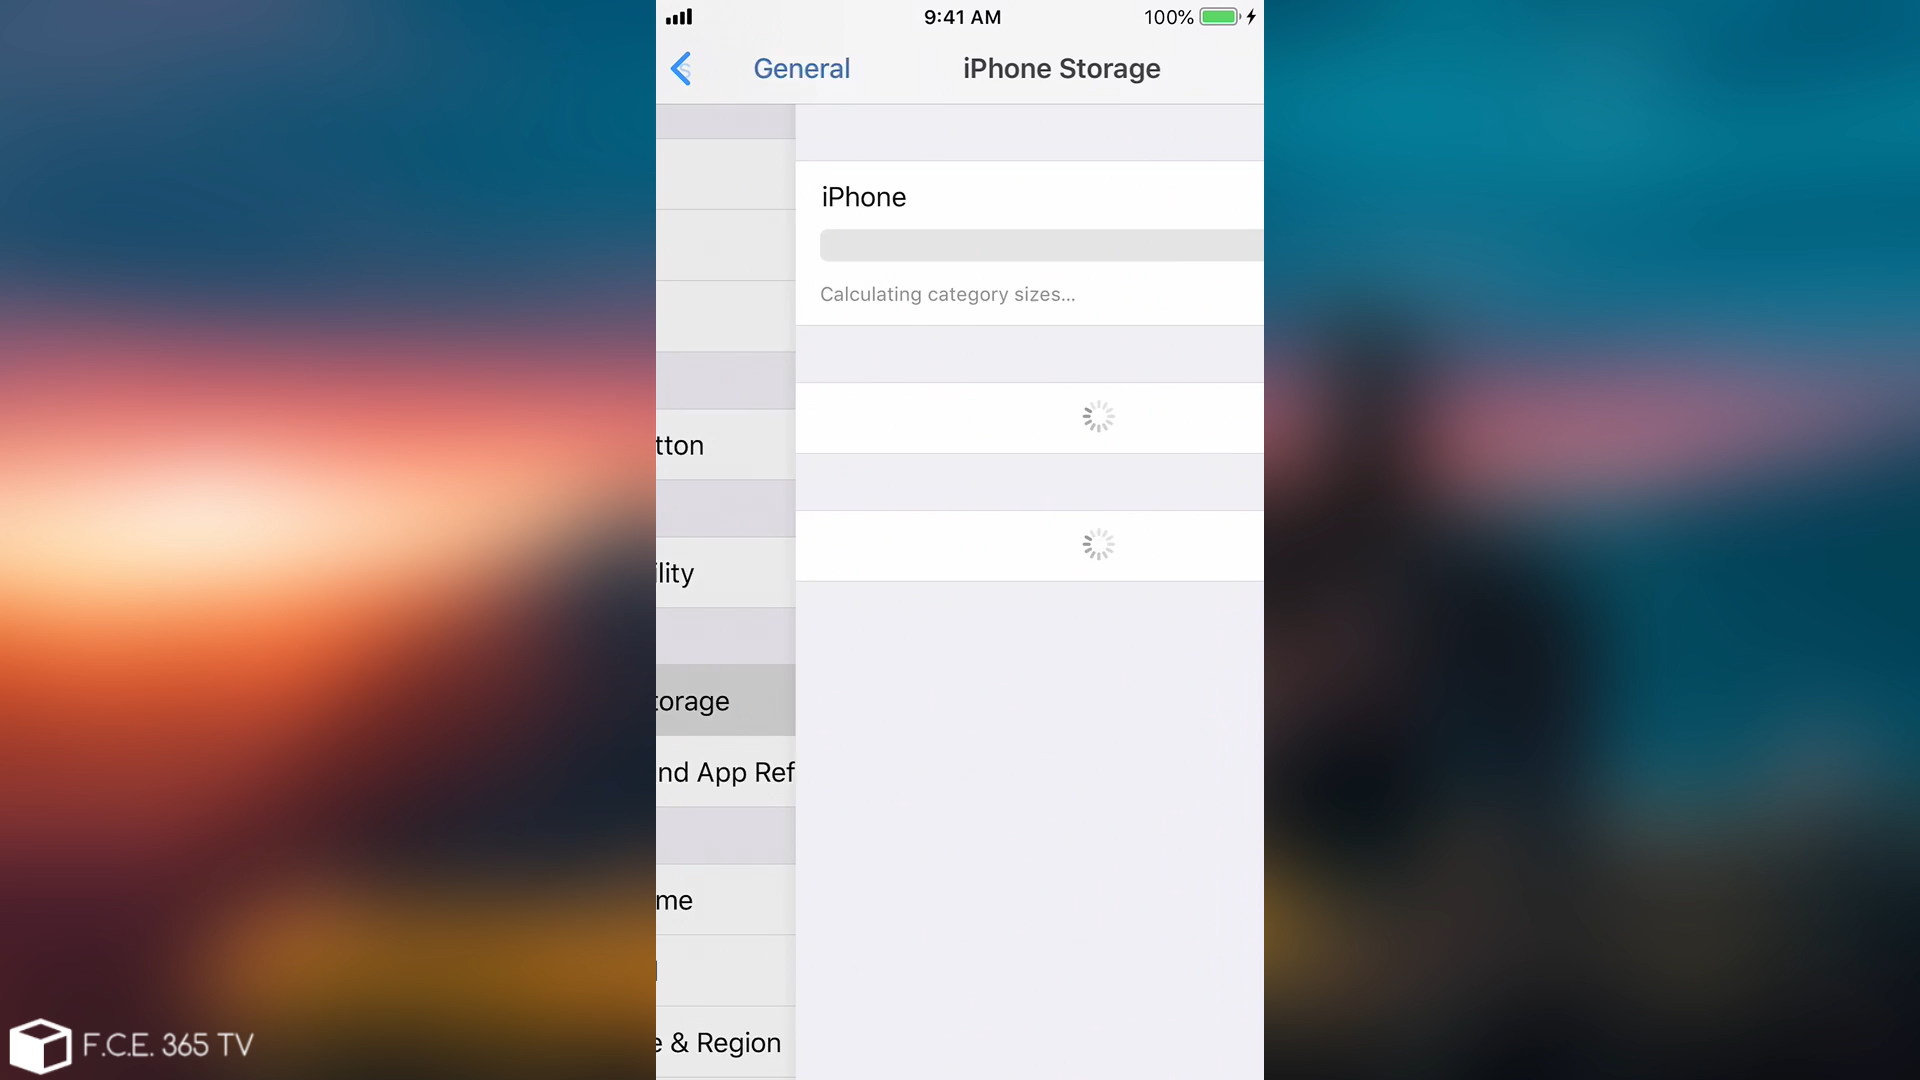 9:41 AM
100%
General
iPhone Storage
iPhone
Calculating category sizes...
tton
ility
torage
nd App Ref
me
e & Region
F.C.E. 365 TV